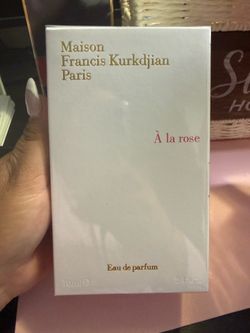 Maison
Francis Kurkdjian
Paris
À la rose
Eau de parfum